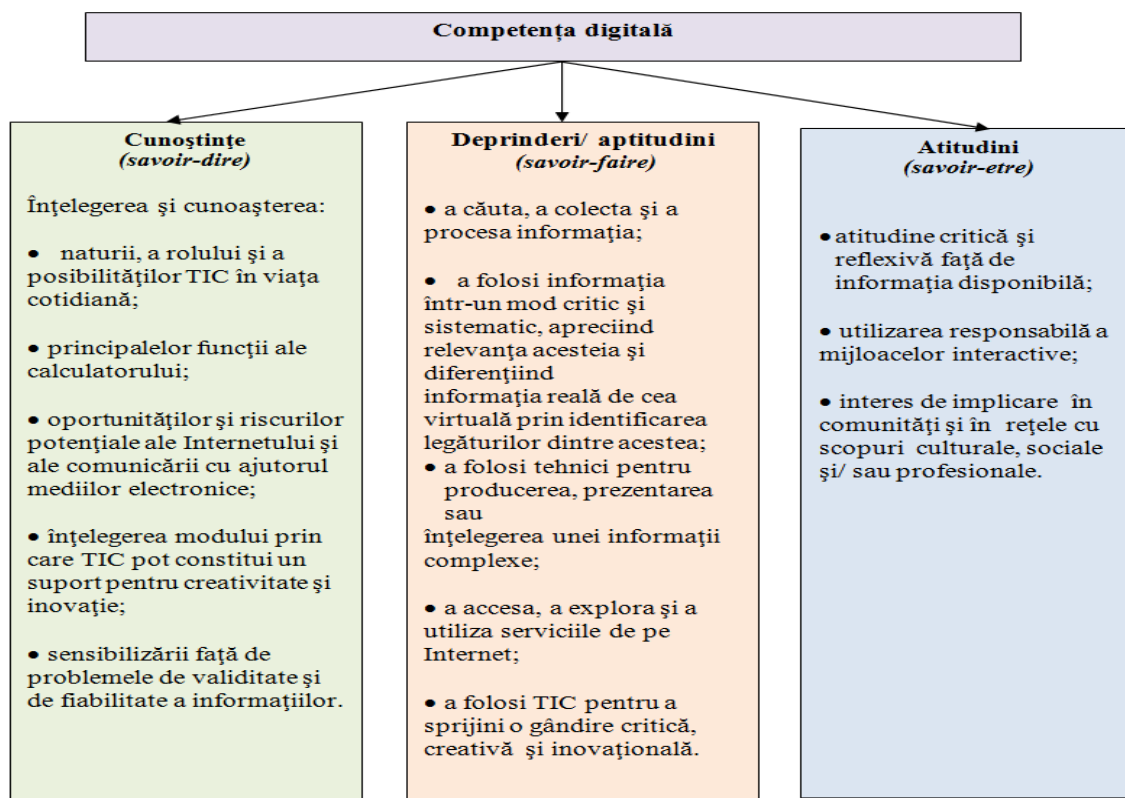 Competența digitală
Cunoştinţe
(savoir-dire)
Înţelegerea şi cunoaşterea:
• naturii, a rolului şi a
posibilităţilor TIC în viaţa
cotidiană;
• principalelor funcţii ale
calculatorului;
• oportunităţilor şi riscurilor
potenţiale ale Internetului şi
ale comunicării cu ajutorul
mediilor electronice;
• înţelegerea modului prin
care TIC pot constitui un
suport pentru creativitate şi
inovaţie;
• sensibilizării faţă de
problemele de validitate şi
de fiabilitate a informaţiilor.
Deprinderi/ aptitudini
(savoir-faire)
• a căuta, a colecta şi a
procesa informaţia;
• a folosi informaţia
într-un mod critic şi
sistematic, apreciind
relevanţa acesteia şi
diferenţiind
informaţia reală de cea
virtuală prin identificarea
legăturilor dintre acestea;
• a folosi tehnici pentru
producerea, prezentarea
sau
înţelegerea unei informaţii
complexe;
• a accesa, a explora şi a
utiliza serviciile de pe
Internet;
• a folosi TIC pentru a
sprijini o gândire critică,
creativă şi inovaţională.
Atitudini
(savoir-etre)
• atitudine critică şi
reflexivă faţă de
informaţia disponibilă;
• utilizarea responsabilă a
mijloacelor interactive;
• interes de implicare în
comunităţi şi în reţele cu
scopuri culturale, sociale
şi/ sau profesionale.